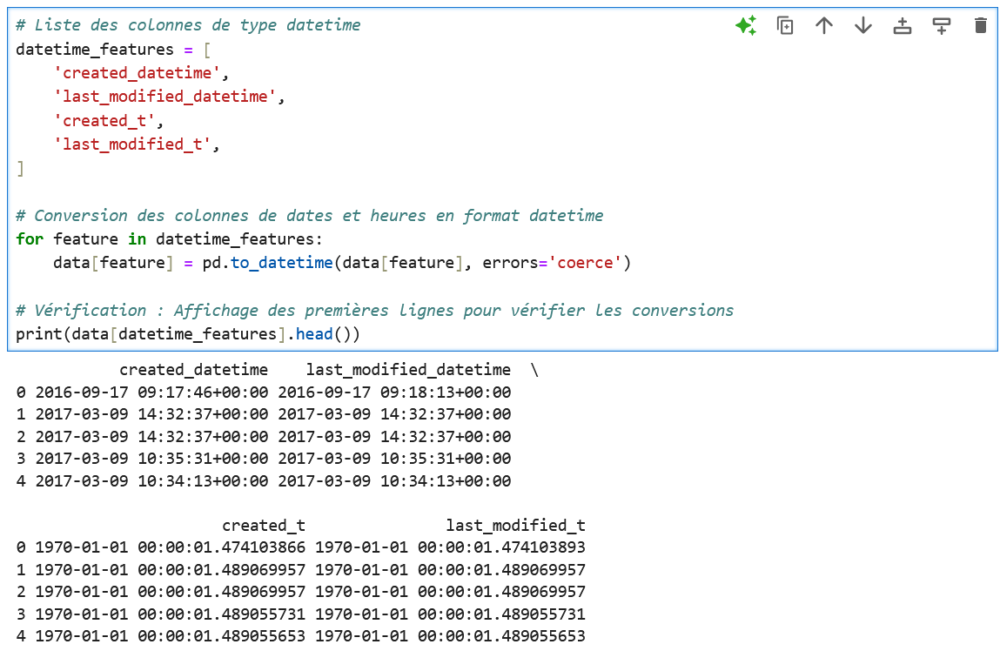 # Liste des colonnes de type datetime
datetime_features = [
    'created_datetime',
    'last_modified_datetime',
    'created_t',
    'last_modified_t',
]
# Conversion des colonnes de dates et heures en format datetime
for feature in datetime_features:
    data[feature] = pd.to_datetime(data[feature], errors='coerce')
# Vérification : Affichage des premières lignes pour vérifier les conversions
print(data[datetime_features].head())
           created_datetime    last_modified_datetime  \
0 2016-09-17 09:17:46+00:00 2016-09-17 09:18:13+00:00
1 2017-03-09 14:32:37+00:00 2017-03-09 14:32:37+00:00
2 2017-03-09 14:32:37+00:00 2017-03-09 14:32:37+00:00
3 2017-03-09 10:35:31+00:00 2017-03-09 10:35:31+00:00
4 2017-03-09 10:34:13+00:00 2017-03-09 10:34:13+00:00
                      created_t               last_modified_t
0 1970-01-01 00:00:01.474103866 1970-01-01 00:00:01.474103893
1 1970-01-01 00:00:01.489069957 1970-01-01 00:00:01.489069957
2 1970-01-01 00:00:01.489069957 1970-01-01 00:00:01.489069957
3 1970-01-01 00:00:01.489055731 1970-01-01 00:00:01.489055731
4 1970-01-01 00:00:01.489055653 1970-01-01 00:00:01.489055653